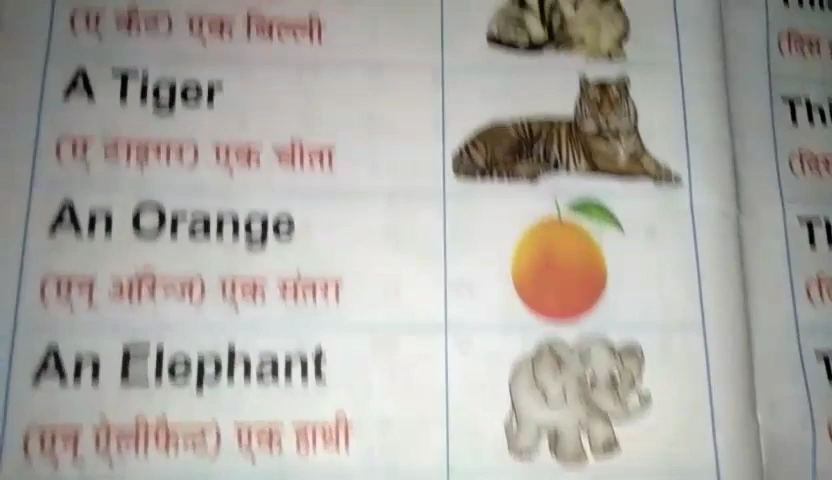 (ए कैट) एक बिल्ली
A Tiger
(ए टाइगर) एक चीता
An Orange
(एन् ऑरेन्ज) एक संतरा
An Elephant
(एन् ऐलीफैन्ट) एक हाथी